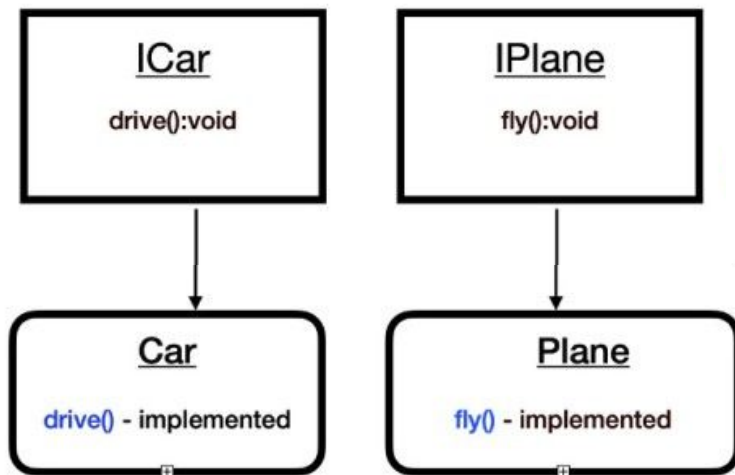 ICar
drive():void
IPlane
fly():void
Car
drive() - implemented
Plane
fly() - implemented